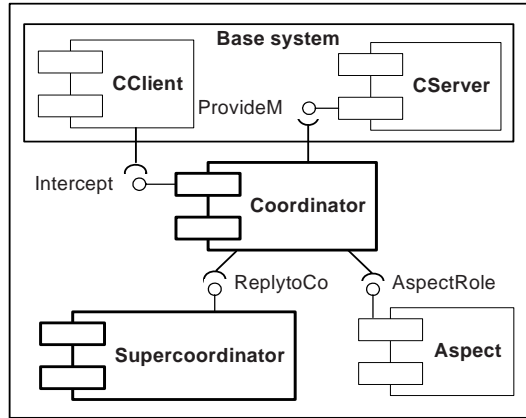 Base system
CClient
CServer
ProvideM
Intercept
Coordinator
ReplytoCo
AspectRole
Supercoordinator
Aspect